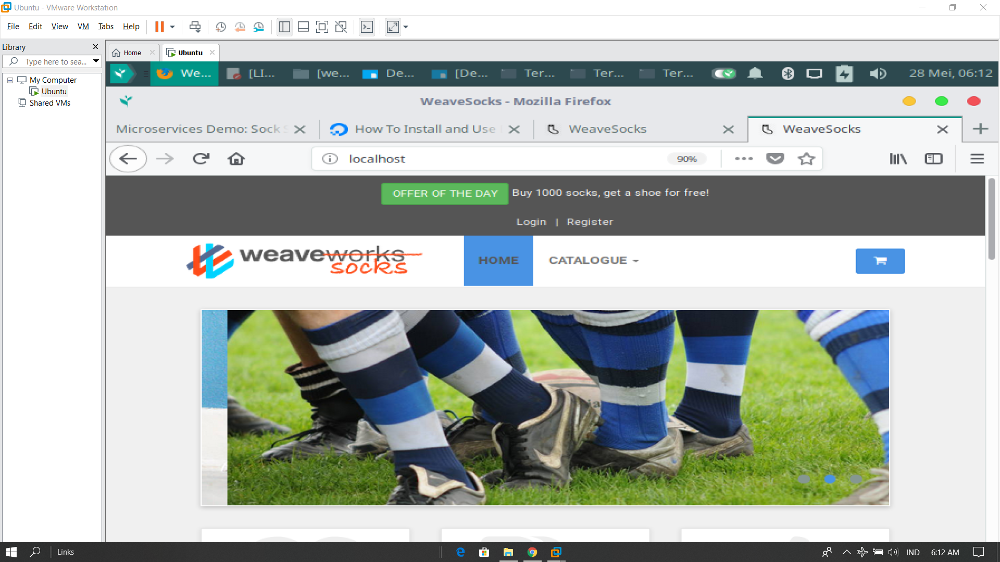 Ubuntu - VMware Workstation
File Edit View VM Tabs Help
Library
Type here to sea...
My Computer
Ubuntu
Shared VMs
Home
Ubuntu
We... [LI... [we... De... [De... Ter... Ter... Ter... 28 Mei, 06:12
WeaveSocks - Mozilla Firefox
Microservices Demo: Sock S How To Install and Use WeaveSocks WeaveSocks
localhost 90%
OFFER OF THE DAY Buy 1000 socks, get a shoe for free!
Login | Register
weaveworks
socks
HOME CATALOGUE
Links IND 6:12 AM